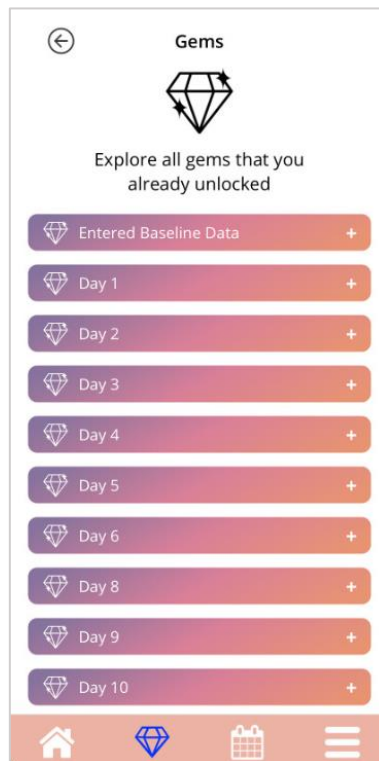 Gems
Explore all gems that you
already unlocked
Entered Baseline Data +
Day 1 +
Day 2 +
Day 3 +
Day 4 +
Day 5 +
Day 6 +
Day 8 +
Day 9 +
Day 10 +